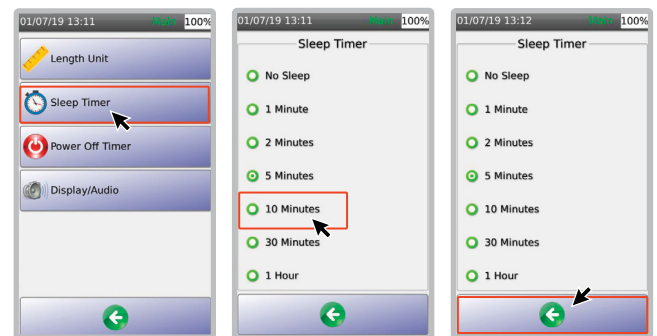 01/07/19 13:11 Main 100%
Length Unit
Sleep Timer
Power Off Timer
Display/Audio
01/07/19 13:11 Main 100%
Sleep Timer
No Sleep
1 Minute
2 Minutes
5 Minutes
10 Minutes
30 Minutes
1 Hour
01/07/19 13:12 Main 100%
Sleep Timer
No Sleep
1 Minute
2 Minutes
5 Minutes
10 Minutes
30 Minutes
1 Hour